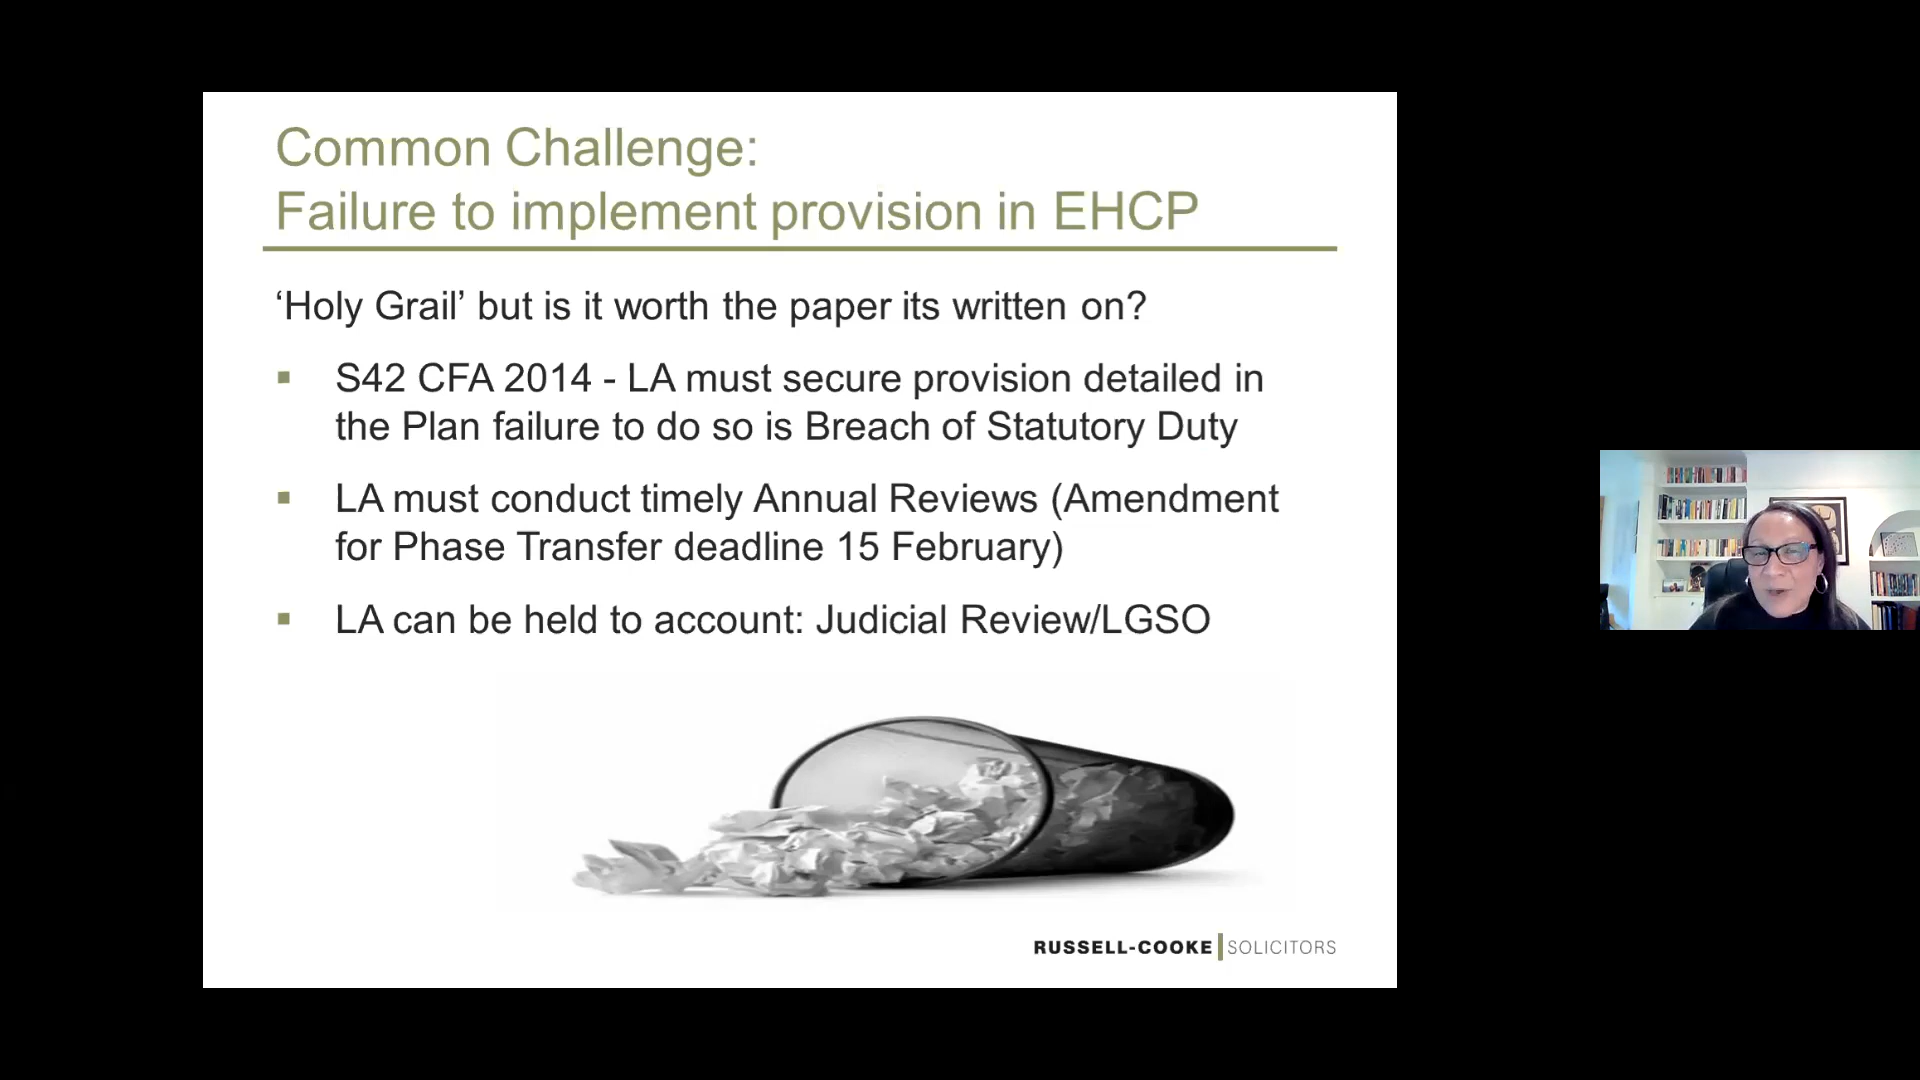 Common Challenge:
Failure to implement provision in EHCP
‘Holy Grail’ but is it worth the paper its written on?
▪ S42 CFA 2014 - LA must secure provision detailed in
the Plan failure to do so is Breach of Statutory Duty
▪ LA must conduct timely Annual Reviews (Amendment
for Phase Transfer deadline 15 February)
▪ LA can be held to account: Judicial Review/LGSO
RUSSELL-COOKE | SOLICITORS